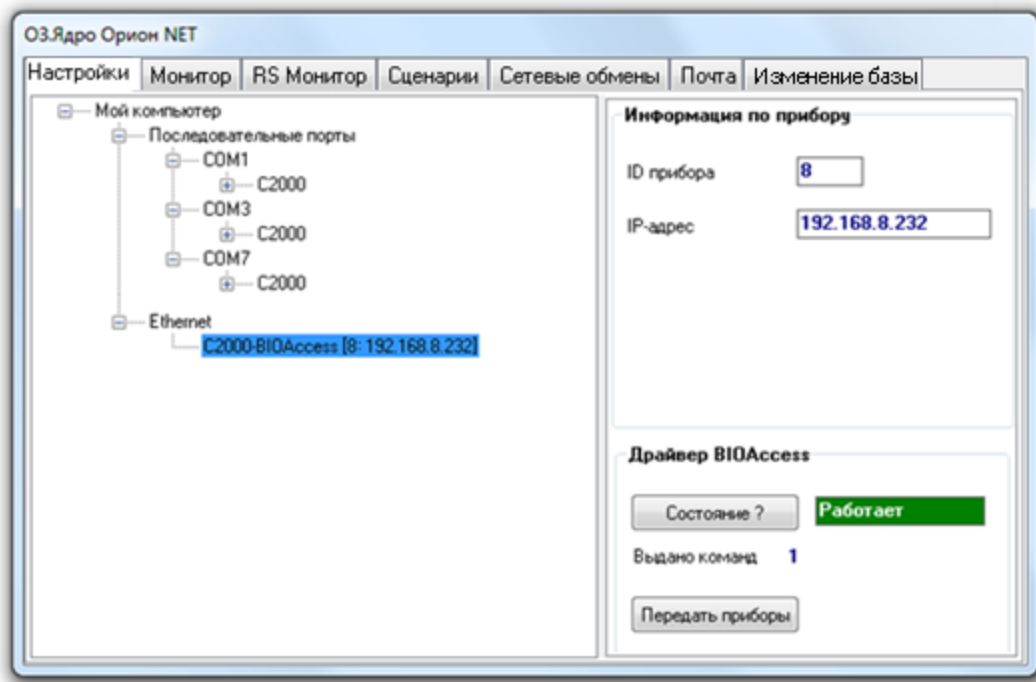 О3.Ядро Орион NET
Настройки Монитор RS Монитор Сценарии Сетевые обмены Почта Изменение базы
Мой компьютер
Последовательные порты
COM1
C2000
COM3
C2000
COM7
C2000
Ethernet
C2000-BIOAccess [8: 192.168.8.232]
Информация по прибору
ID прибора 8
IP-адрес 192.168.8.232
Драйвер BIOAccess
Состояние ? Работает
Выдано команд 1
Передать приборы